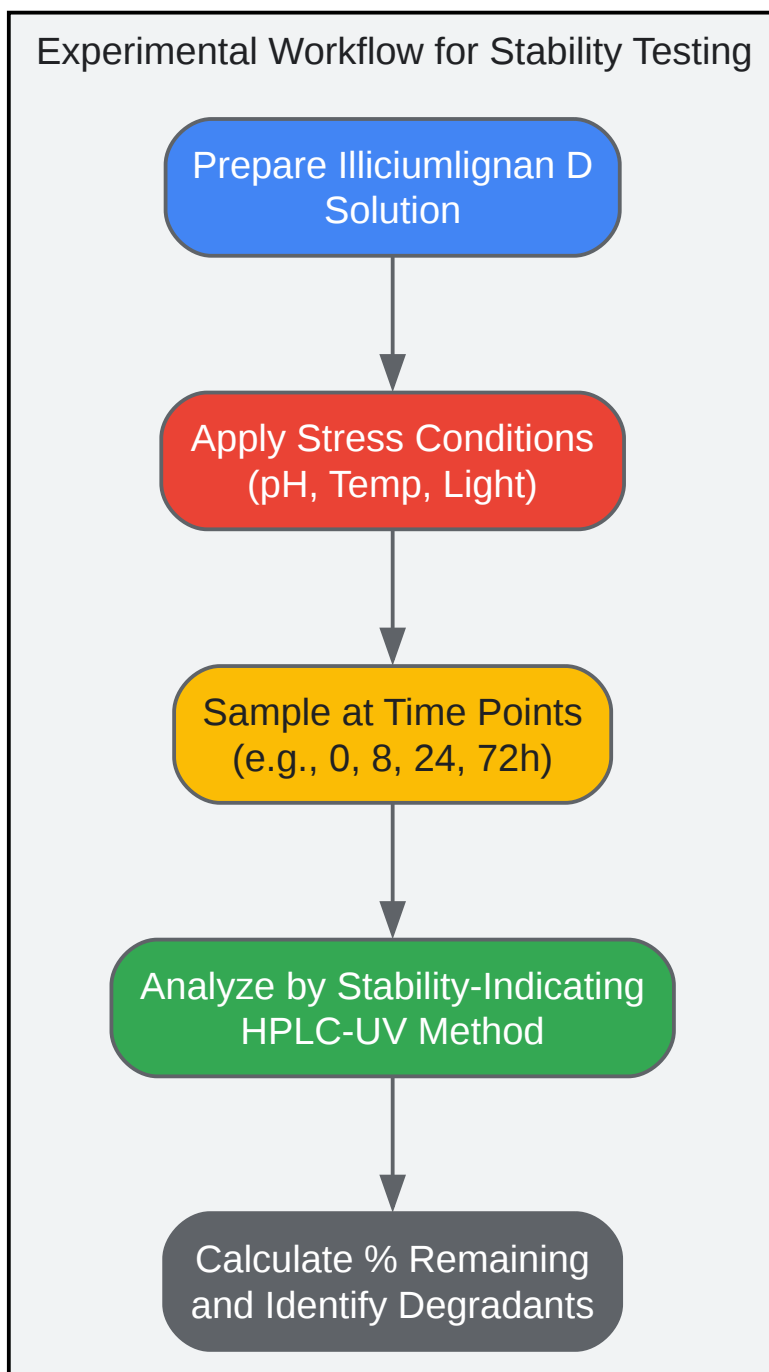 Experimental Workflow for Stability Testing
Prepare Illiciumlignan D
Solution
Apply Stress Conditions
(pH, Temp, Light)
Sample at Time Points
(e.g., 0, 8, 24, 72h)
Analyze by Stability-Indicating
HPLC-UV Method
Calculate % Remaining
and Identify Degradants